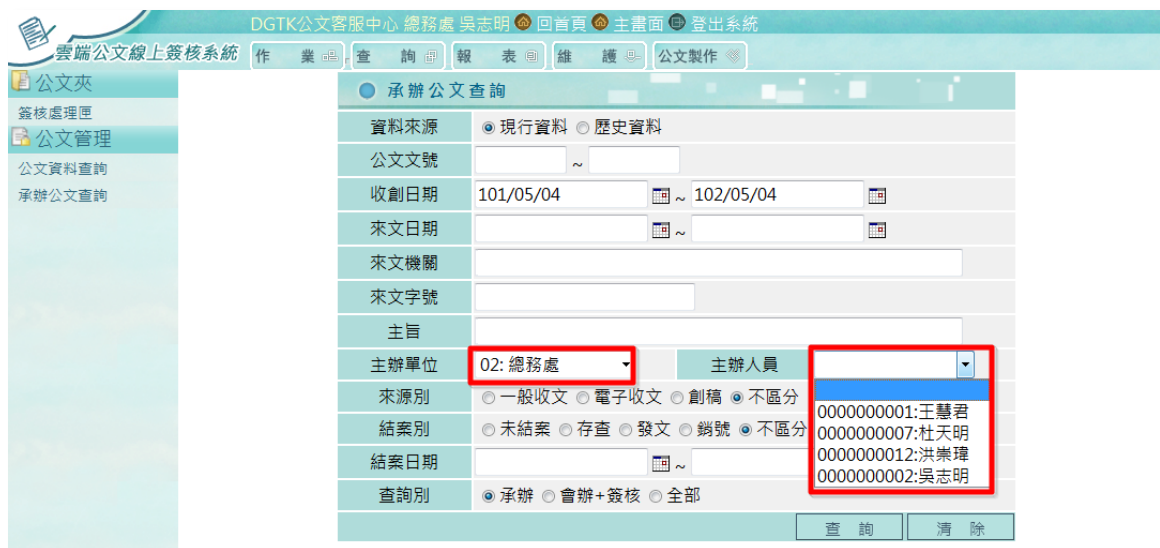 DGTK公文客服中心 總務處 吳志明 回首頁 主畫面 登出系統
雲端公文線上簽核系統 作 業 查 詢 報 表 維 護 公文製作
公文夾
簽核處理匣
公文管理
公文資料查詢
承辦公文查詢
承辦公文查詢
資料來源 現行資料 歷史資料
公文文號 ~
收創日期 101/05/04 ~ 102/05/04
來文日期 ~
來文機關
來文字號
主旨
主辦單位 02: 總務處 主辦人員
來源別 一般收文 電子收文 創稿 不區分
0000000001:王慧君
結案別 未結案 存查 發文 銷號 不區分
0000000007:杜天明
0000000012:洪崇瑋
結案日期 ~
0000000002:吳志明
查詢別 承辦 會辦+簽核 全部
查 詢 清 除